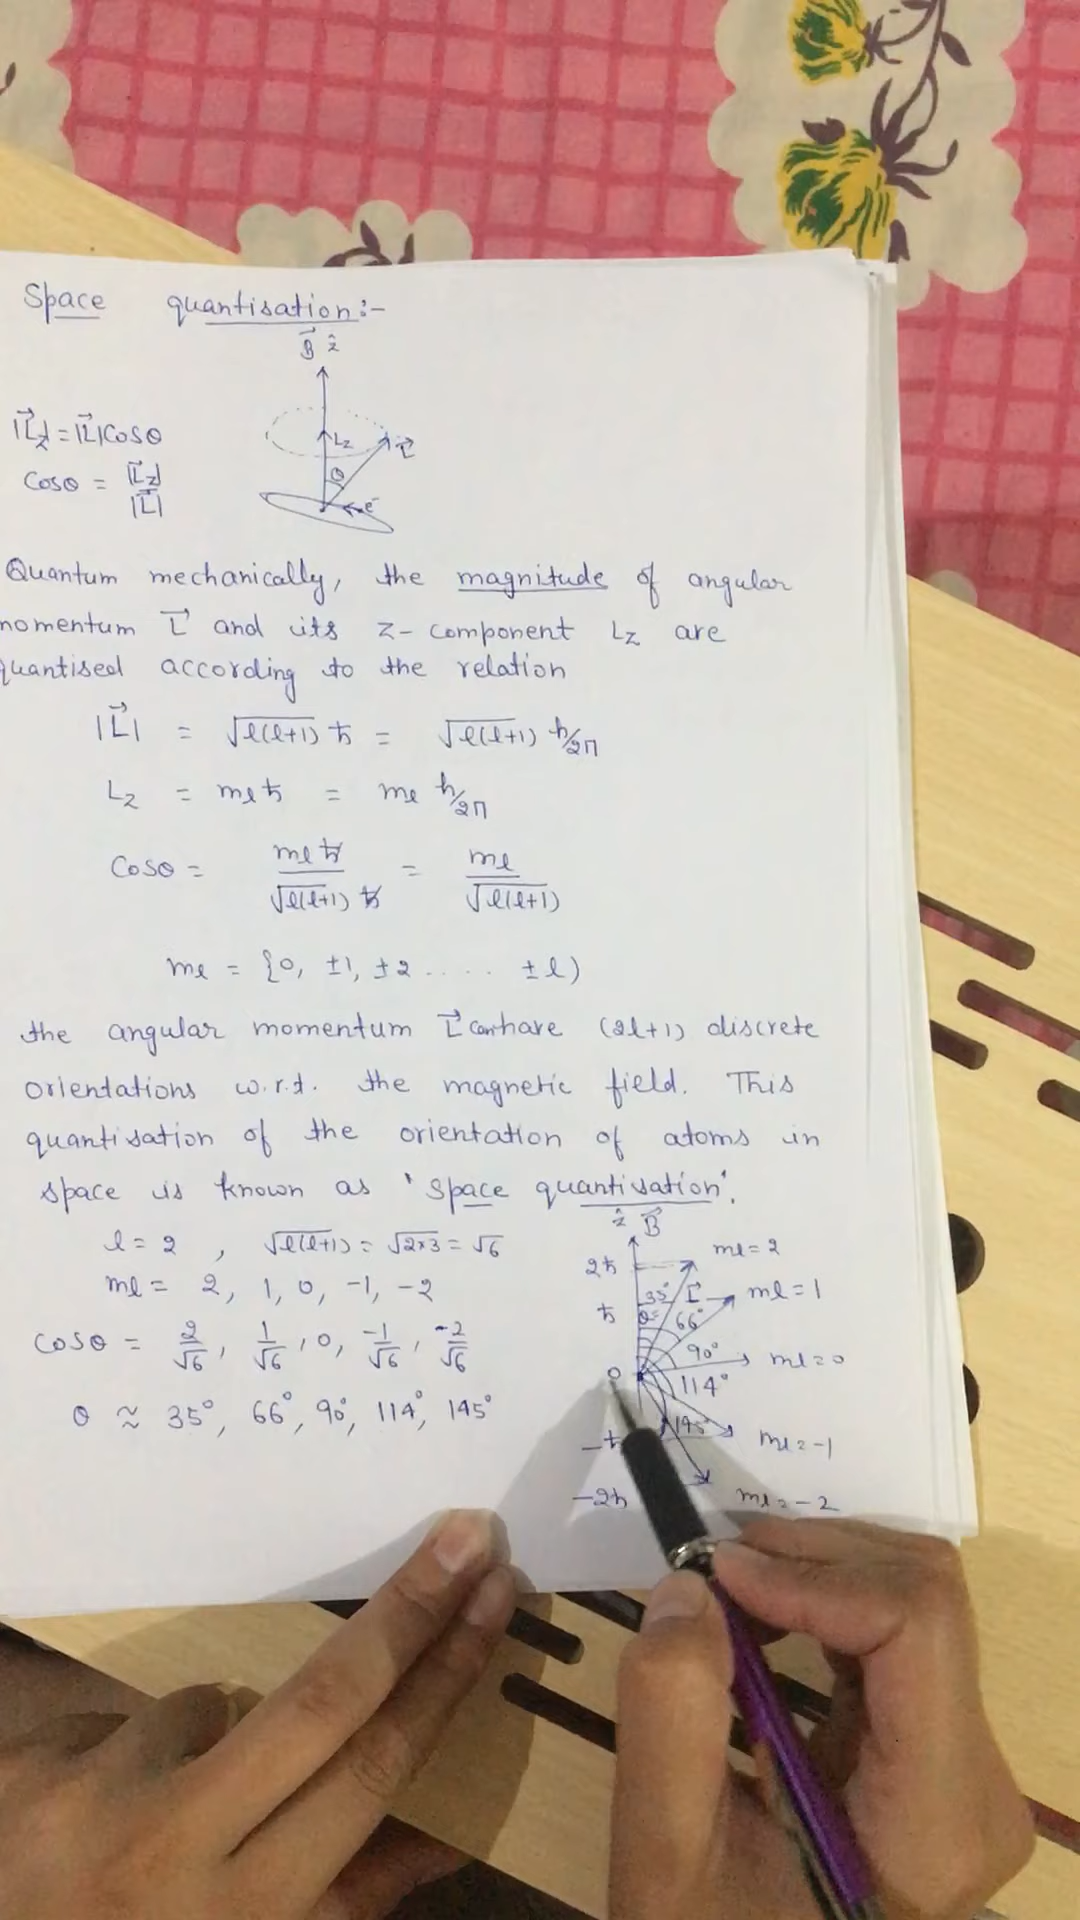 Space quantisation:-
B⃗ ẑ
|L⃗z| = |L⃗| cosθ
Lz
L⃗
cosθ = |L⃗z| / |L⃗|
θ
e⁻
Quantum mechanically, the magnitude of angular
momentum L⃗ and its z-component Lz are
quantised according to the relation
|L⃗| = √l(l+1) ħ = √l(l+1) h/2π
Lz = mlħ = ml h/2π
cosθ = mlħ / √l(l+1) ħ = ml / √l(l+1)
ml = {0, ±1, ±2 ..... ±l)
the angular momentum L⃗ can have (2l+1) discrete
orientations w.r.t. the magnetic field. This
quantisation of the orientation of atoms in
space is known as 'space quantisation'.
l = 2 , √l(l+1) = √2×3 = √6
ml = 2, 1, 0, -1, -2
cosθ = 2/√6, 1/√6, 0, -1/√6, -2/√6
θ ≈ 35°, 66°, 90°, 114°, 145°
ẑ B⃗
2ħ ml = 2
35° L⃗ ml = 1
ħ θ= 66°
90° ml = 0
0 114°
145°
-ħ ml = -1
-2ħ ml = -2